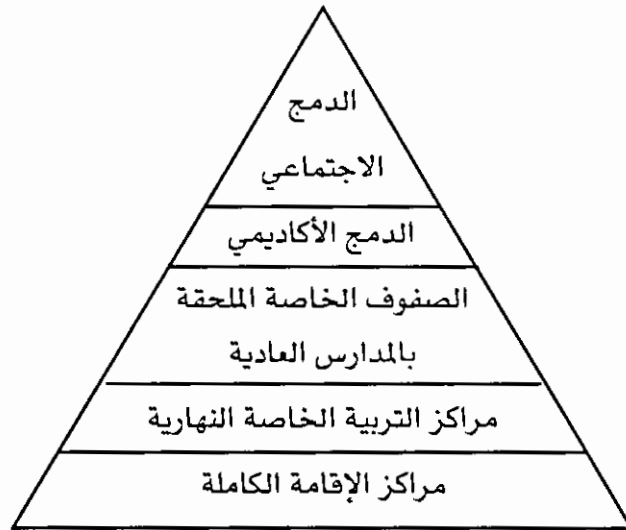 الدمج
الاجتماعي
الدمج الأكاديمي
الصفوف الخاصة الملحقة
بالمدارس العادية
مراكز التربية الخاصة النهارية
مراكز الإقامة الكاملة